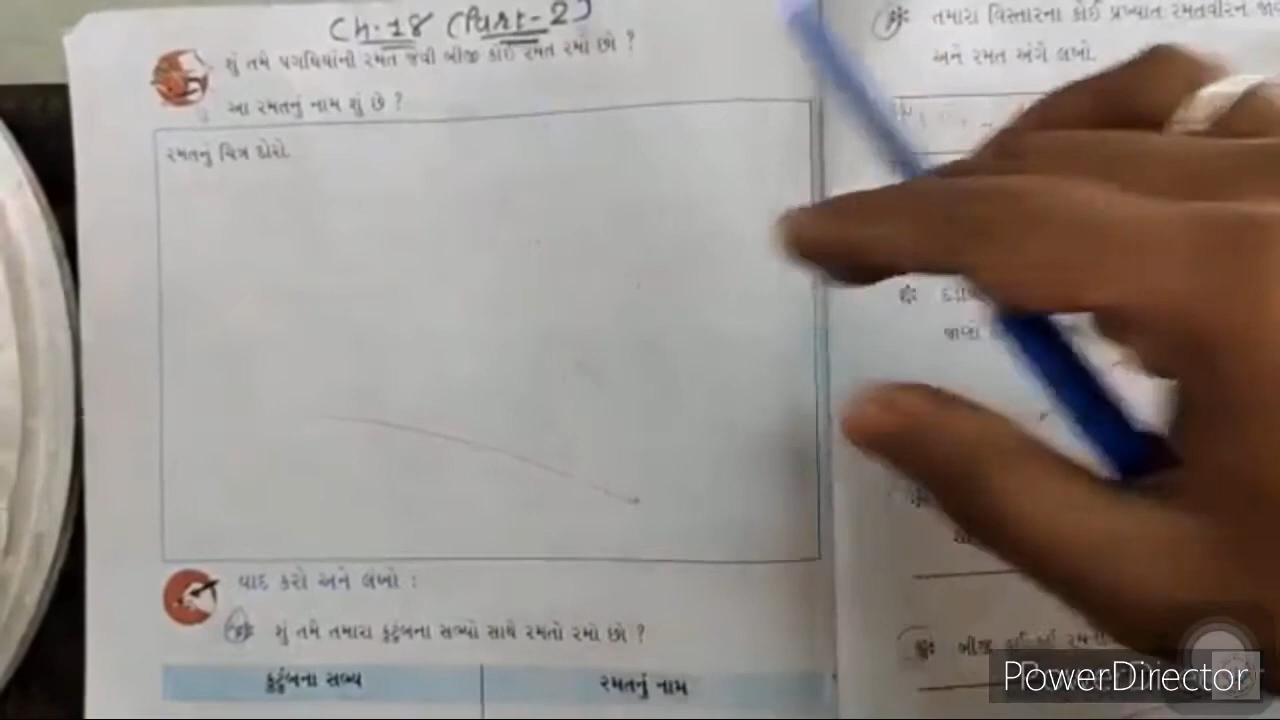 Ch.18 (Part-2)
શું તમે પગથિયાંની રમત જેવી બીજી કોઈ રમત રમો છો ?
આ રમતનું નામ શું છે ?
રમતનું ચિત્ર દોરો.
યાદ કરો અને લખો :
શું તમે તમારા કુટુંબના સભ્યો સાથે રમતો રમો છો ?
કુટુંબના સભ્ય
રમતનું નામ
તમારા વિસ્તારના કોઈ પ્રખ્યાત રમતવીરને
અને રમત અંગે લખો.
બીજી
PowerDirector